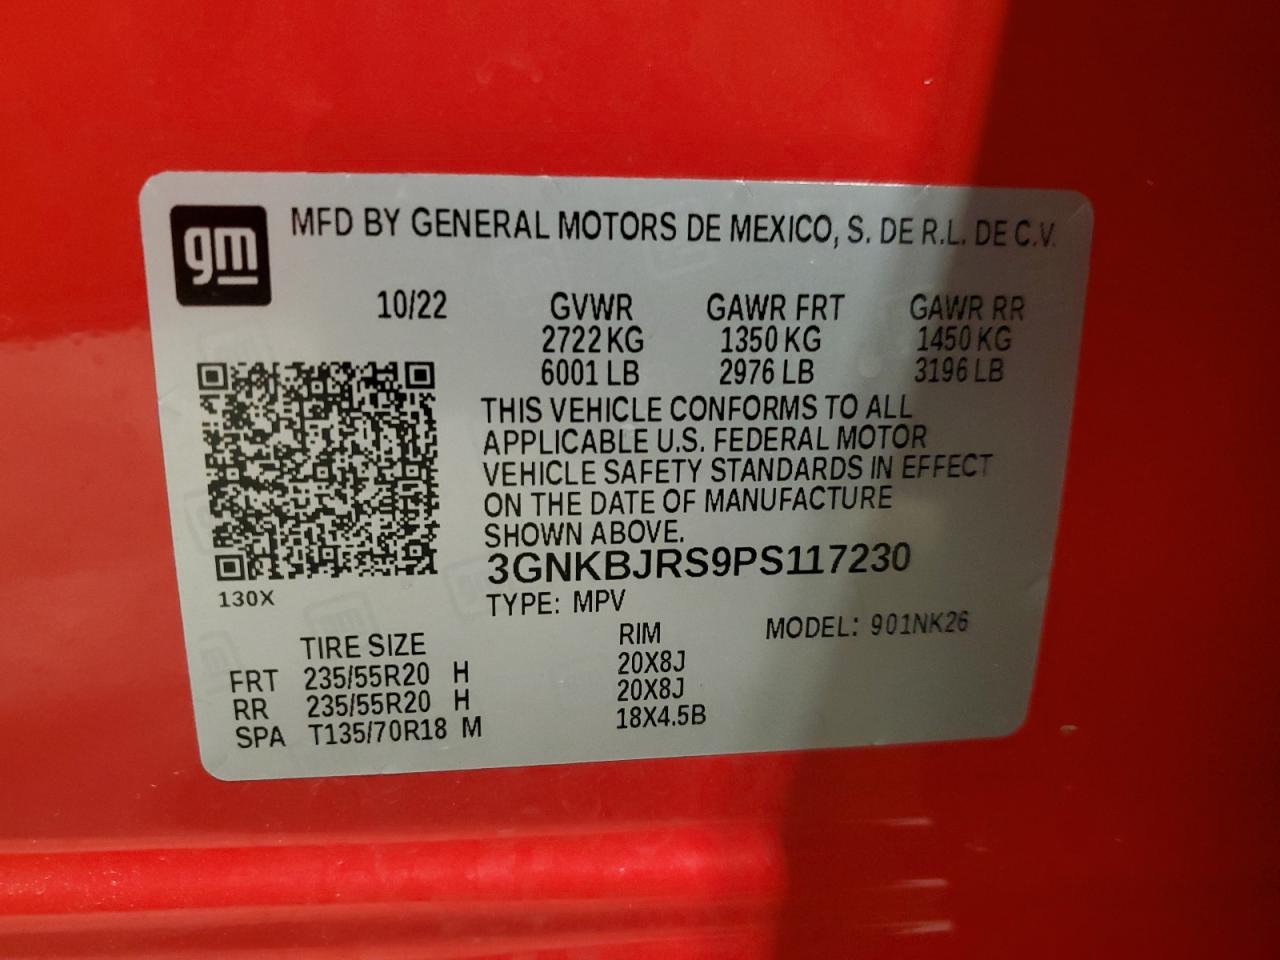 gm
MFD BY GENERAL MOTORS DE MEXICO, S. DE R.L. DE C.V.
10/22 GVWR GAWR FRT GAWR RR
2722 KG 1350 KG 1450 KG
6001 LB 2976 LB 3196 LB
THIS VEHICLE CONFORMS TO ALL
APPLICABLE U.S. FEDERAL MOTOR
VEHICLE SAFETY STANDARDS IN EFFECT
ON THE DATE OF MANUFACTURE
SHOWN ABOVE.
3GNKBJRS9PS117230
130X
TYPE: MPV MODEL: 901NK26
TIRE SIZE RIM
FRT 235/55R20 H 20X8J
RR 235/55R20 H 20X8J
SPA T135/70R18 M 18X4.5B